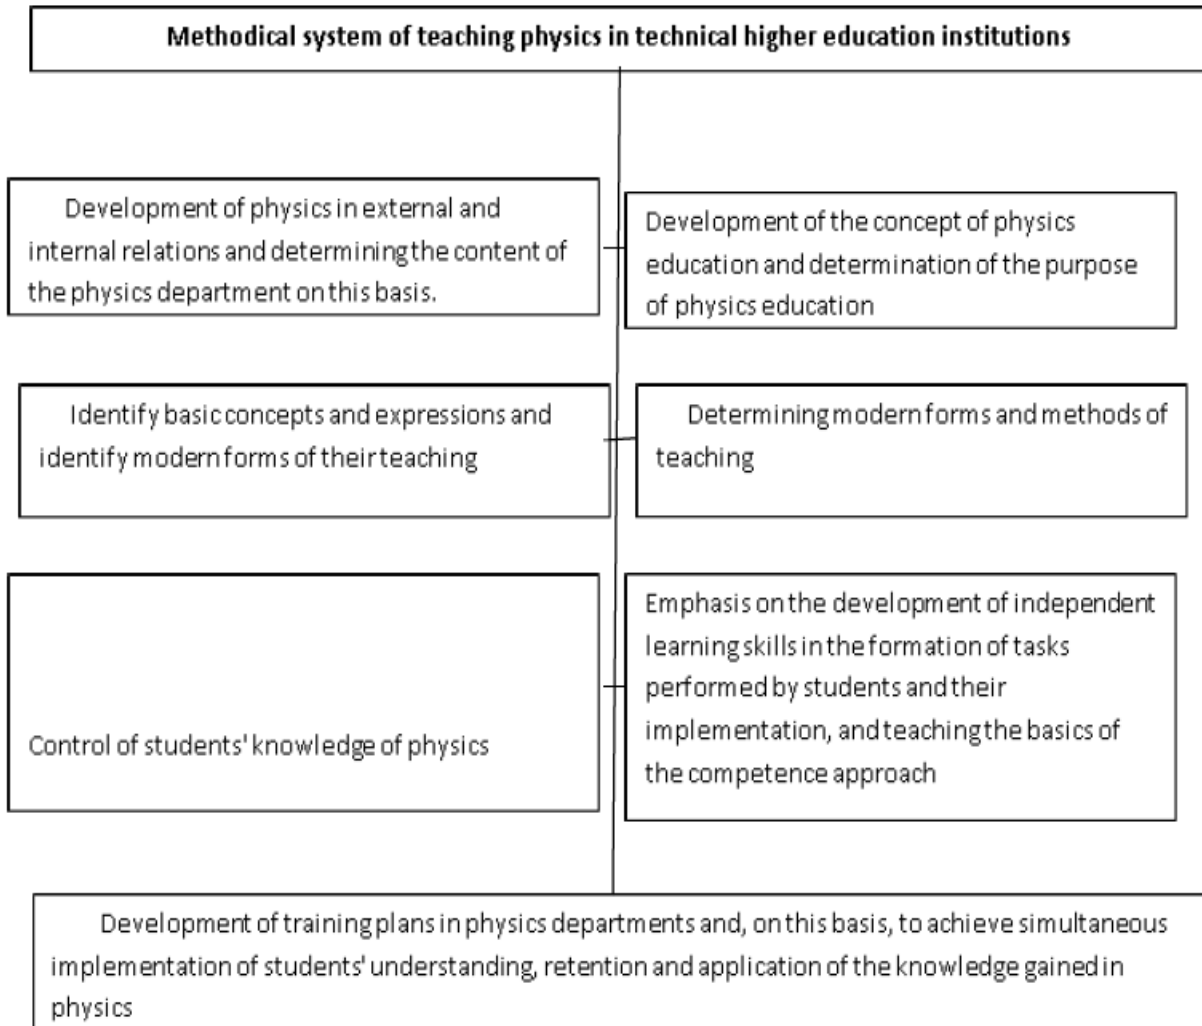 Methodical system of teaching physics in technical higher education institutions
Development of physics in external and
internal relations and determining the content of
the physics department on this basis.
Development of the concept of physics
education and determination of the purpose
of physics education
Identify basic concepts and expressions and
identify modern forms of their teaching
Determining modern forms and methods of
teaching
Control of students' knowledge of physics
Emphasis on the development of independent
learning skills in the formation of tasks
performed by students and their
implementation, and teaching the basics of
the competence approach
Development of training plans in physics departments and, on this basis, to achieve simultaneous
implementation of students' understanding, retention and application of the knowledge gained in
physics